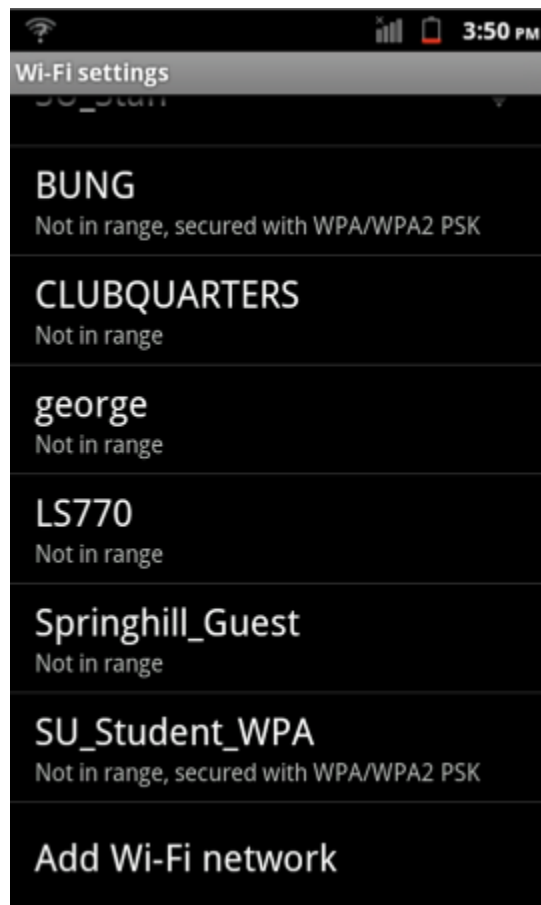 3:50 PM
Wi-Fi settings
SU_Staff
BUNG
Not in range, secured with WPA/WPA2 PSK
CLUBQUARTERS
Not in range
george
Not in range
LS770
Not in range
Springhill_Guest
Not in range
SU_Student_WPA
Not in range, secured with WPA/WPA2 PSK
Add Wi-Fi network